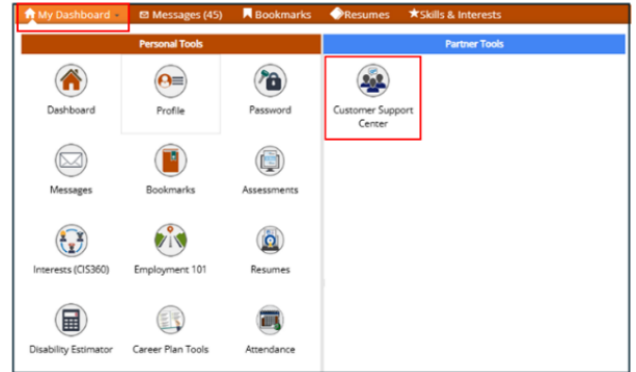 My Dashboard Messages (45) Bookmarks Resumes Skills & Interests
Personal Tools Partner Tools
Dashboard Profile Password Customer Support
Center
Messages Bookmarks Assessments
Interests (CIS360) Employment 101 Resumes
Disability Estimator Career Plan Tools Attendance